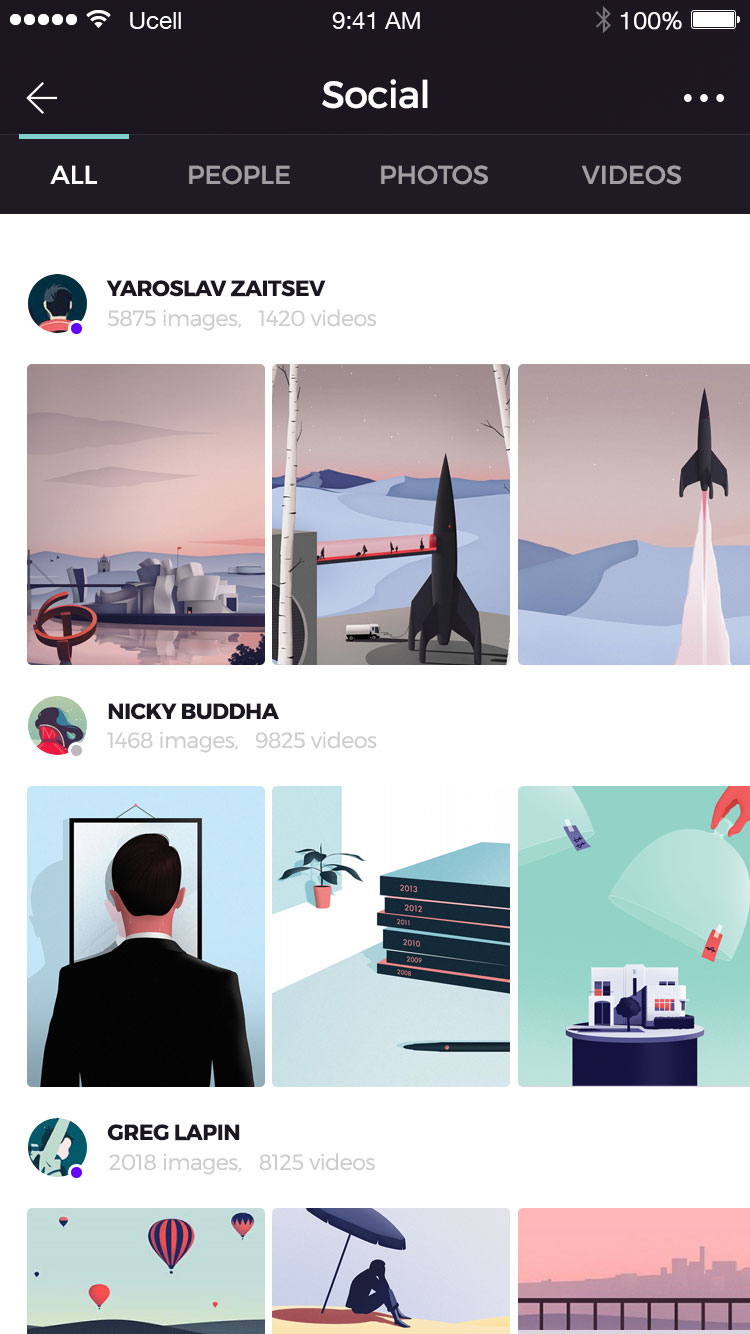 Ucell 9:41 AM 100%
Social
ALL PEOPLE PHOTOS VIDEOS
YAROSLAV ZAITSEV
5875 images, 1420 videos
NICKY BUDDHA
1468 images, 9825 videos
2013
2012
2011
2010
2009
2008
GREG LAPIN
2018 images, 8125 videos